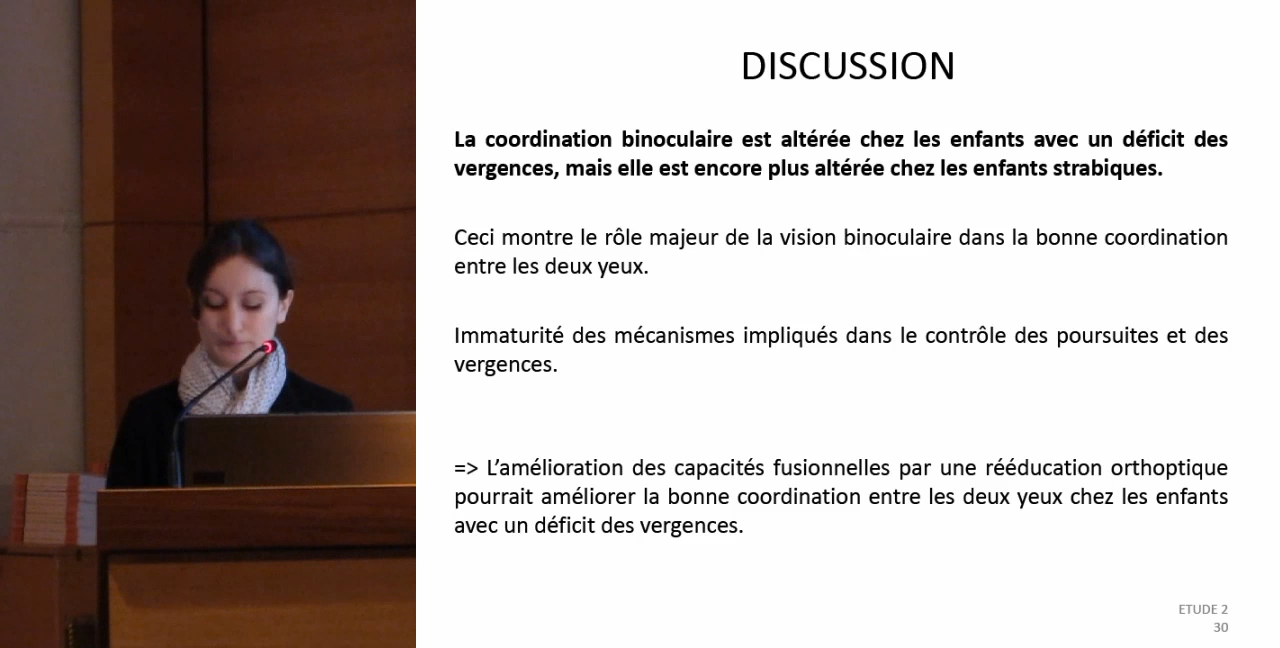 DISCUSSION
La coordination binoculaire est altérée chez les enfants avec un déficit des
vergences, mais elle est encore plus altérée chez les enfants strabiques.
Ceci montre le rôle majeur de la vision binoculaire dans la bonne coordination
entre les deux yeux.
Immaturité des mécanismes impliqués dans le contrôle des poursuites et des
vergences.
=> L’amélioration des capacités fusionnelles par une rééducation orthoptique
pourrait améliorer la bonne coordination entre les deux yeux chez les enfants
avec un déficit des vergences.
ETUDE 2
30